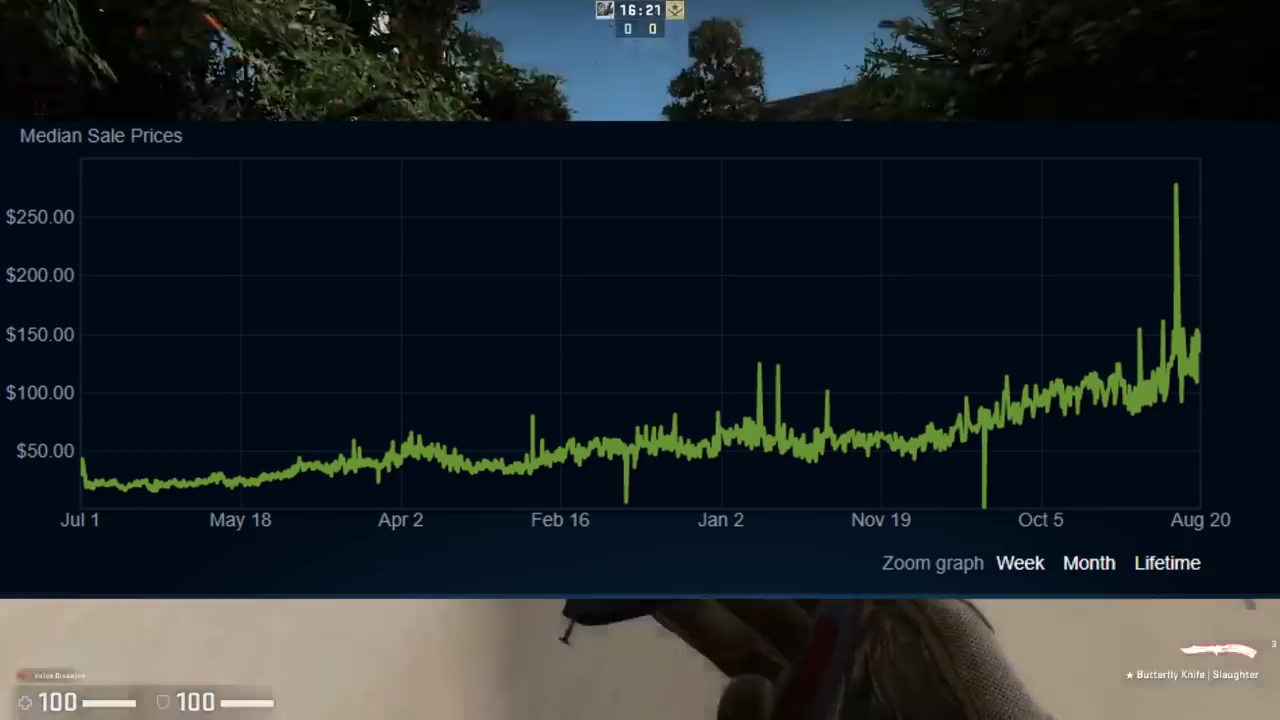 16:21
0 0
Median Sale Prices
$250.00
$200.00
$150.00
$100.00
$50.00
Jul 1 May 18 Apr 2 Feb 16 Jan 2 Nov 19 Oct 5 Aug 20
Zoom graph Week Month Lifetime
3
★ Butterfly Knife | Slaughter
100 100